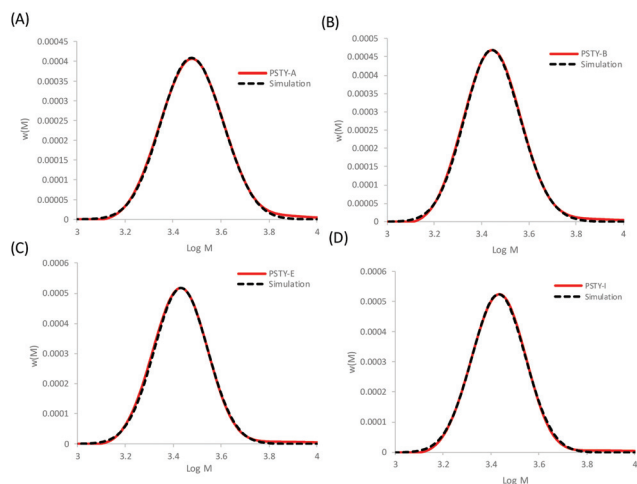 (A)
0.00045
0.0004
0.00035
0.0003
0.00025
0.0002
0.00015
0.0001
0.00005
0
w(M)
PSTY-A
Simulation
3 3.2 3.4 3.6 3.8 4
Log M
(B)
0.0005
0.00045
0.0004
0.00035
0.0003
0.00025
0.0002
0.00015
0.0001
0.00005
0
w(M)
PSTY-B
Simulation
3 3.2 3.4 3.6 3.8 4
Log M
(C)
0.0006
0.0005
0.0004
0.0003
0.0002
0.0001
0
w(M)
PSTY-E
Simulation
3 3.2 3.4 3.6 3.8 4
Log M
(D)
0.0006
0.0005
0.0004
0.0003
0.0002
0.0001
0
w(M)
PSTY-I
Simulation
3 3.2 3.4 3.6 3.8 4
Log M